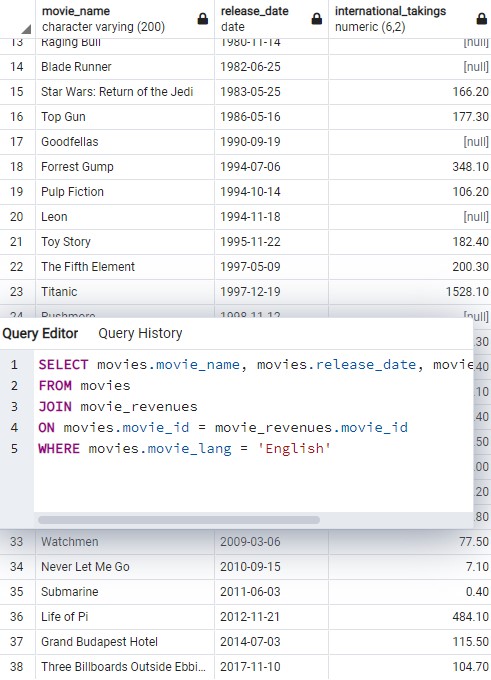 movie_name release_date international_takings
character varying (200) date numeric (6,2)
13 Raging Bull 1980-11-14 [null]
14 Blade Runner 1982-06-25 [null]
15 Star Wars: Return of the Jedi 1983-05-25 166.20
16 Top Gun 1986-05-16 177.30
17 Goodfellas 1990-09-19 [null]
18 Forrest Gump 1994-07-06 348.10
19 Pulp Fiction 1994-10-14 106.20
20 Leon 1994-11-18 [null]
21 Toy Story 1995-11-22 182.40
22 The Fifth Element 1997-05-09 200.30
23 Titanic 1997-12-19 1528.10
24 Rushmore 1998-11-12 [null]
Query Editor Query History
1 SELECT movies.movie_name, movies.release_date, movie
2 FROM movies
3 JOIN movie_revenues
4 ON movies.movie_id = movie_revenues.movie_id
5 WHERE movies.movie_lang = 'English'
.30
40
.10
.40
.50
.00
.20
.80
33 Watchmen 2009-03-06 77.50
34 Never Let Me Go 2010-09-15 7.10
35 Submarine 2011-06-03 0.40
36 Life of Pi 2012-11-21 484.10
37 Grand Budapest Hotel 2014-07-03 115.50
38 Three Billboards Outside Ebbi... 2017-11-10 104.70